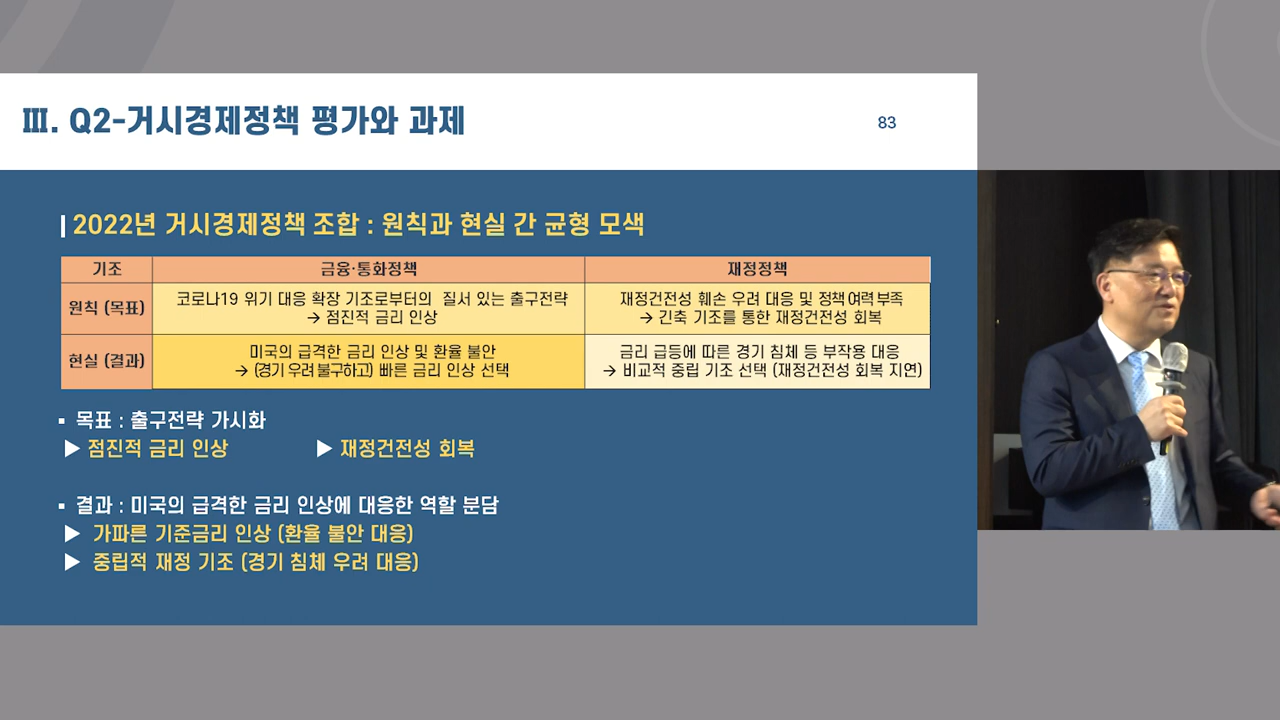 Ⅲ. Q2-거시경제정책 평가와 과제
83
2022년 거시경제정책 조합 : 원칙과 현실 간 균형 모색
기조 금융·통화정책 재정정책
원칙 (목표)
코로나19 위기 대응 확장 기조로부터의 질서 있는 출구전략
→ 점진적 금리 인상
재정건전성 훼손 우려 대응 및 정책여력부족
→ 긴축 기조를 통한 재정건전성 회복
현실 (결과)
미국의 급격한 금리 인상 및 환율 불안
→ (경기 우려 불구하고) 빠른 금리 인상 선택
금리 급등에 따른 경기 침체 등 부작용 대응
→ 비교적 중립 기조 선택 (재정건전성 회복 지연)
▪ 목표 : 출구전략 가시화
▶ 점진적 금리 인상 ▶ 재정건전성 회복
▪ 결과 : 미국의 급격한 금리 인상에 대응한 역할 분담
▶ 가파른 기준금리 인상 (환율 불안 대응)
▶ 중립적 재정 기조 (경기 침체 우려 대응)